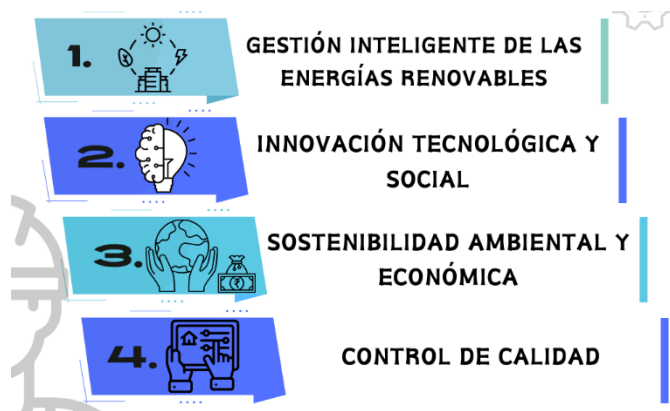 1.
GESTIÓN INTELIGENTE DE LAS
ENERGÍAS RENOVABLES
2.
INNOVACIÓN TECNOLÓGICA Y
SOCIAL
3.
SOSTENIBILIDAD AMBIENTAL Y
ECONÓMICA
4.
CONTROL DE CALIDAD